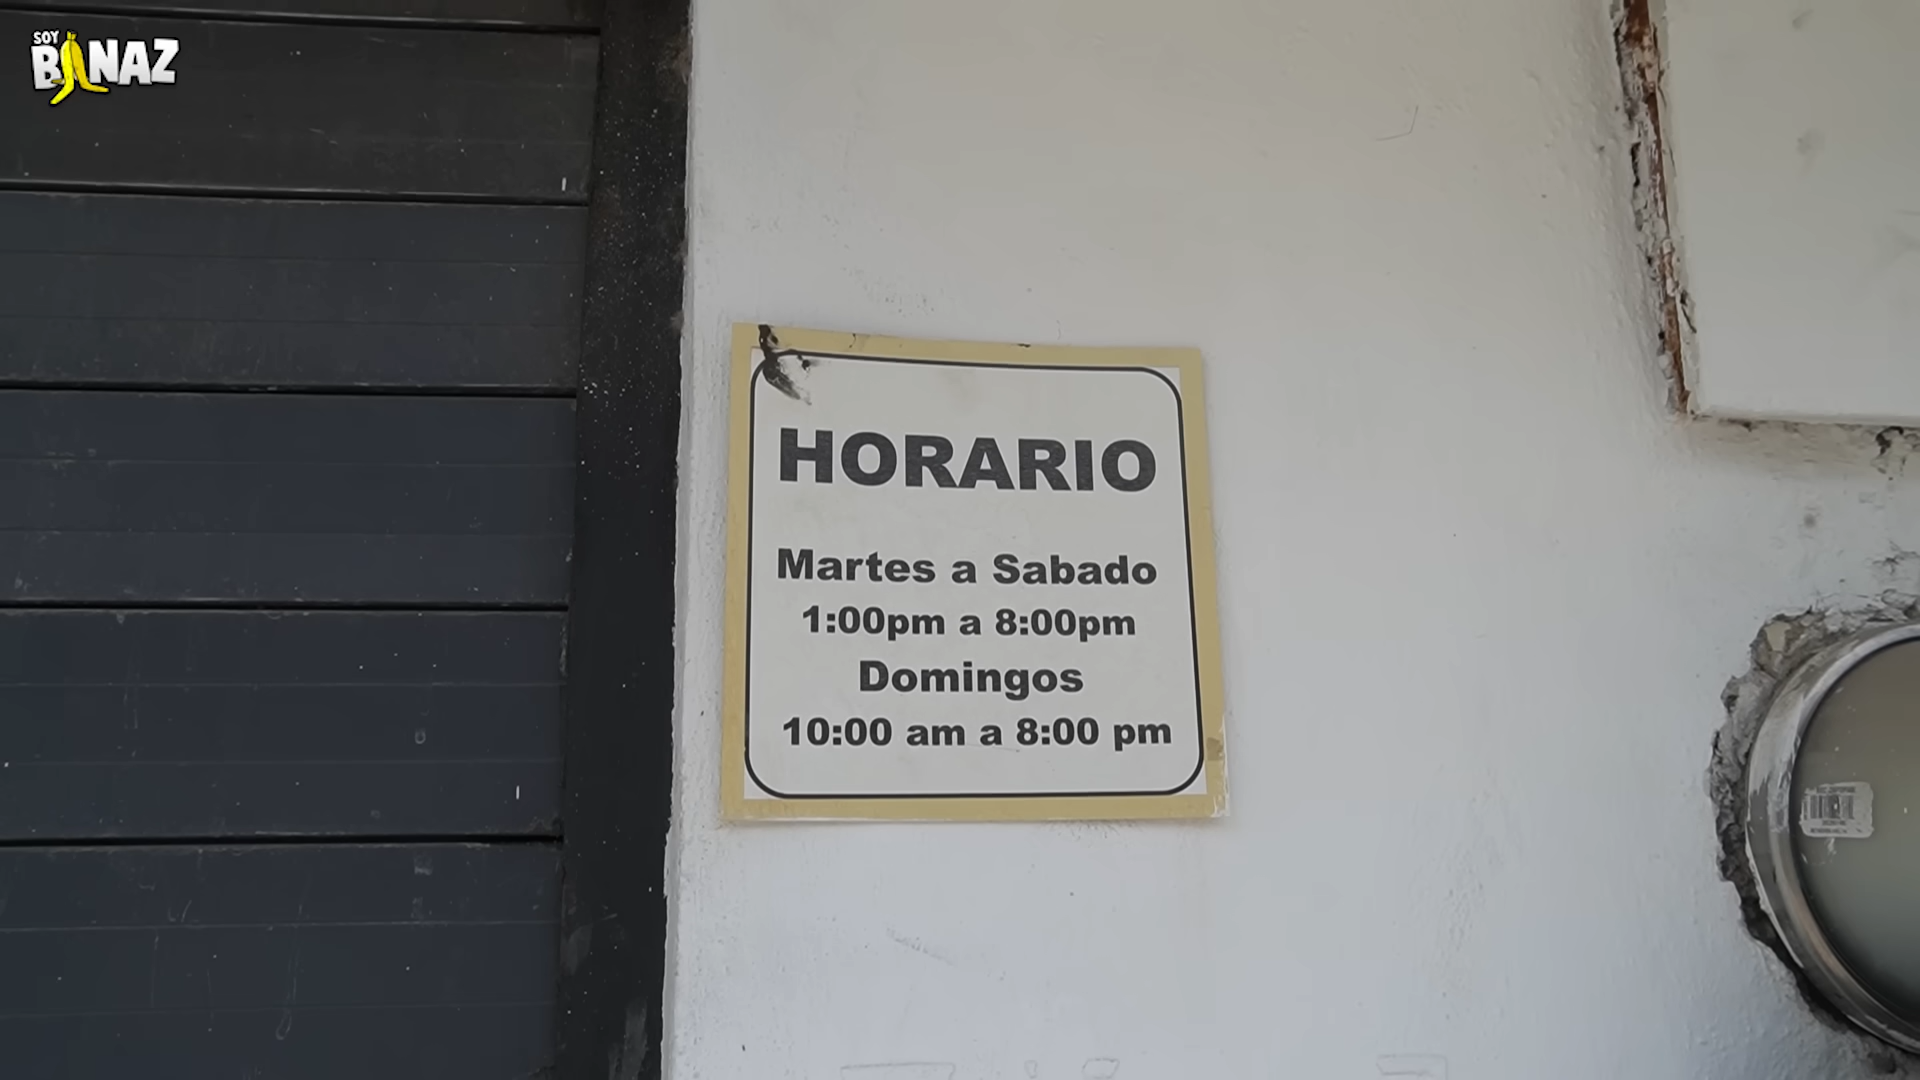 SOY
BANAZ
HORARIO
Martes a Sabado
1:00pm a 8:00pm
Domingos
10:00 am a 8:00 pm